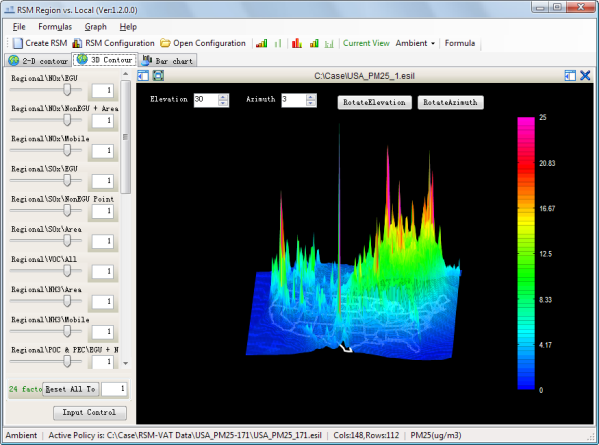 RSM Region vs. Local (Ver:1.2.0.0)
File Formulas Graph Help
Create RSM RSM Configuration Open Configuration Current View Ambient Formula
2-D contour 3D Contour Bar chart
C:\Case\USA_PM25_1.esil
Elevation 30 Azimuth 3 RotateElevation RotateAzimuth
Regional\NOx\EGU
1
Regional\NOx\NonEGU + Area
1
Regional\NOx\Mobile
1
Regional\SOx\EGU
1
Regional\SOx\NonEGU Point
1
Regional\SOx\Area
1
Regional\VOC\All
1
Regional\NH3\Area
1
Regional\NH3\Mobile
1
Regional\POC & PEC\EGU + N
1
24 facto Reset All To 1
Input Control
25
20.83
16.67
12.5
8.33
4.17
0
Ambient Active Policy is: C:\Case\RSM-VAT Data\USA_PM25-171\USA_PM25_171.esil Cols:148,Rows:112 PM25(ug/m3)